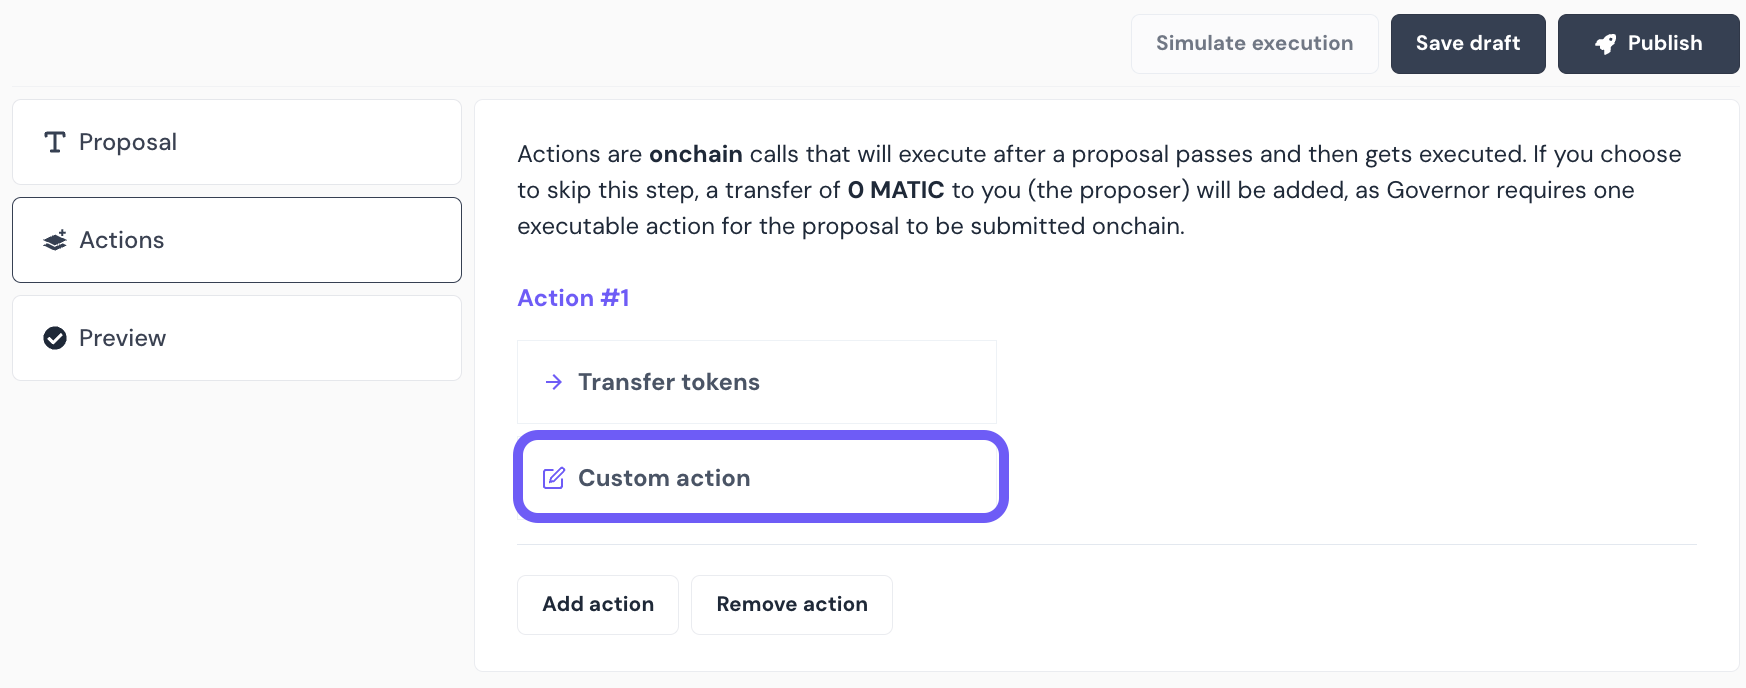 Simulate execution
Save draft
Publish
Proposal
Actions
Preview
Actions are onchain calls that will execute after a proposal passes and then gets executed. If you choose
to skip this step, a transfer of 0 MATIC to you (the proposer) will be added, as Governor requires one
executable action for the proposal to be submitted onchain.
Action #1
Transfer tokens
Custom action
Add action
Remove action